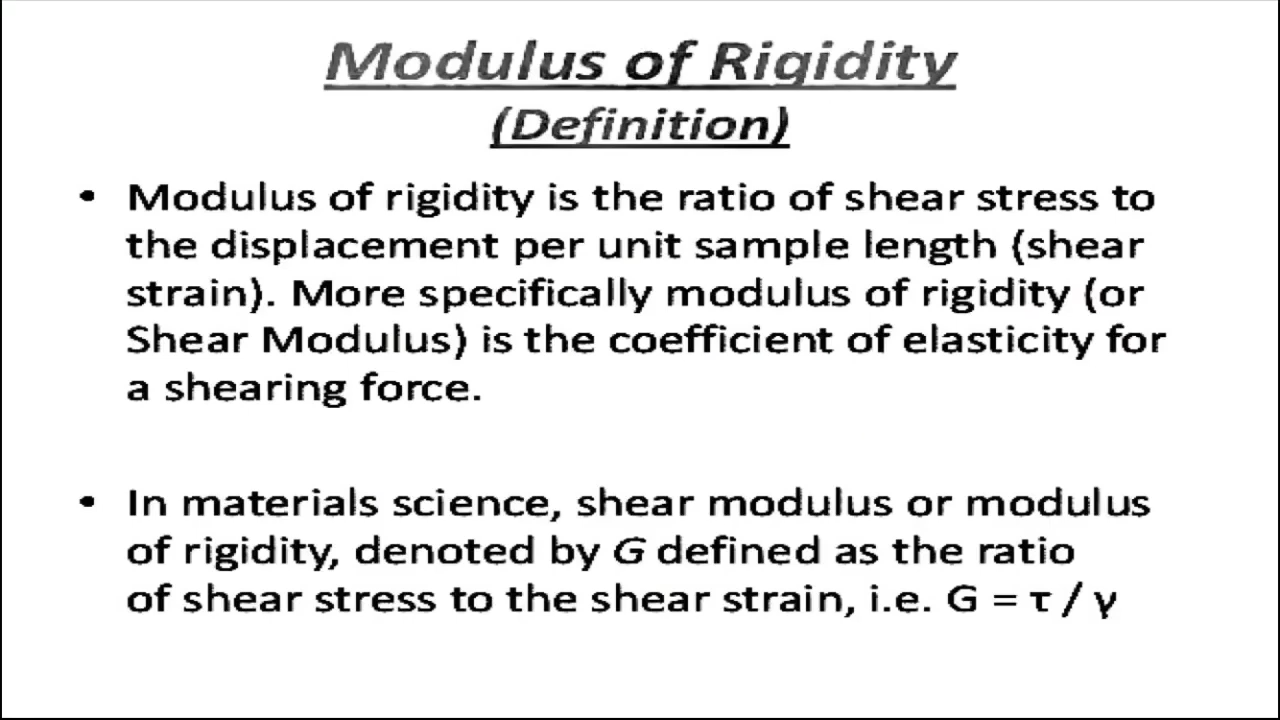 Modulus of Rigidity
(Definition)
• Modulus of rigidity is the ratio of shear stress to
the displacement per unit sample length (shear
strain). More specifically modulus of rigidity (or
Shear Modulus) is the coefficient of elasticity for
a shearing force.
• In materials science, shear modulus or modulus
of rigidity, denoted by G defined as the ratio
of shear stress to the shear strain, i.e. G = τ / γ